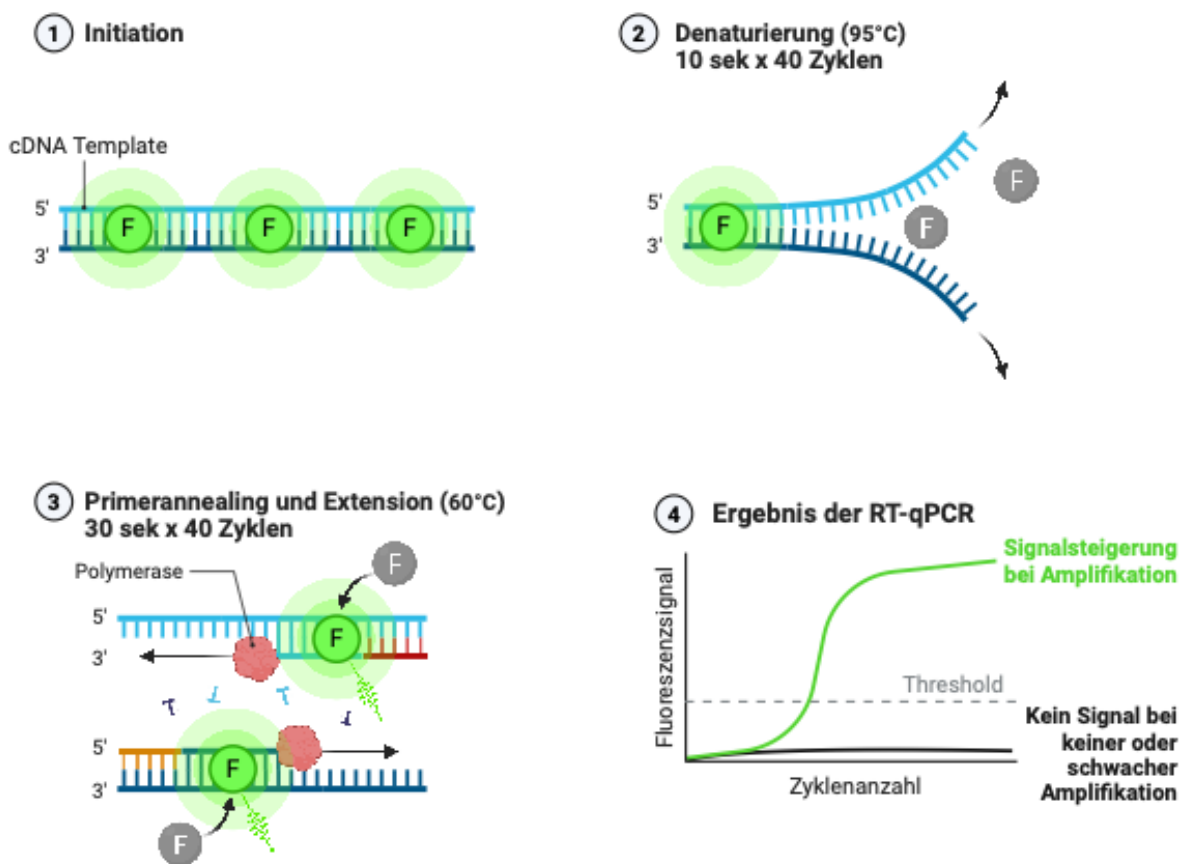 1 Initiation
cDNA Template
5'
F F F
3'
2 Denaturierung (95°C)
10 sek x 40 Zyklen
F
5'
F F
3'
3 Primerannealing und Extension (60°C)
30 sek x 40 Zyklen
Polymerase
F
5'
F
3'
5'
F
3'
F
4 Ergebnis der RT-qPCR
Fluoreszenzsignal
Signalsteigerung
bei Amplifikation
Threshold
Kein Signal bei
keiner oder
schwacher
Amplifikation
Zyklenanzahl